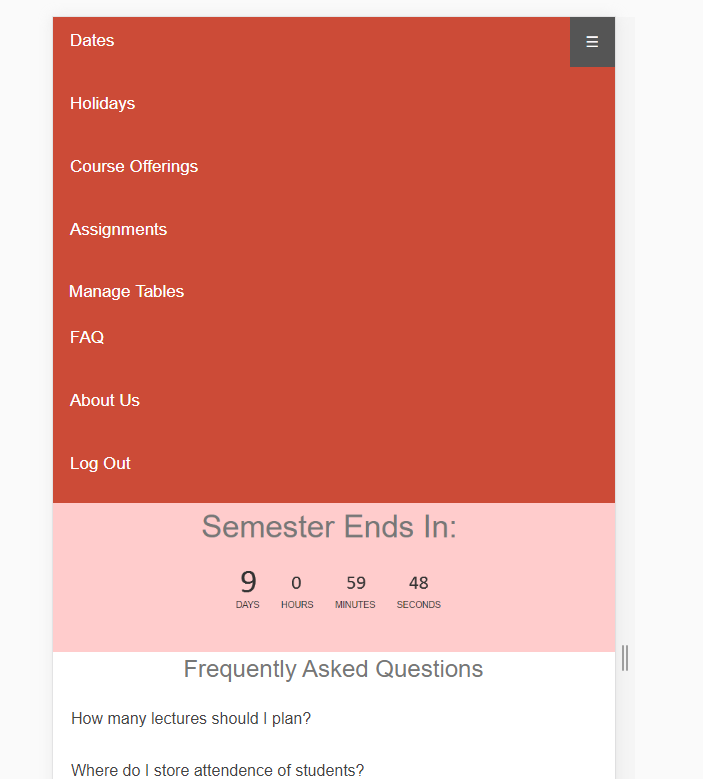 Dates ☰
Holidays
Course Offerings
Assignments
Manage Tables
FAQ
About Us
Log Out
Semester Ends In:
9 0 59 48
DAYS HOURS MINUTES SECONDS
Frequently Asked Questions
How many lectures should I plan?
Where do I store attendence of students?